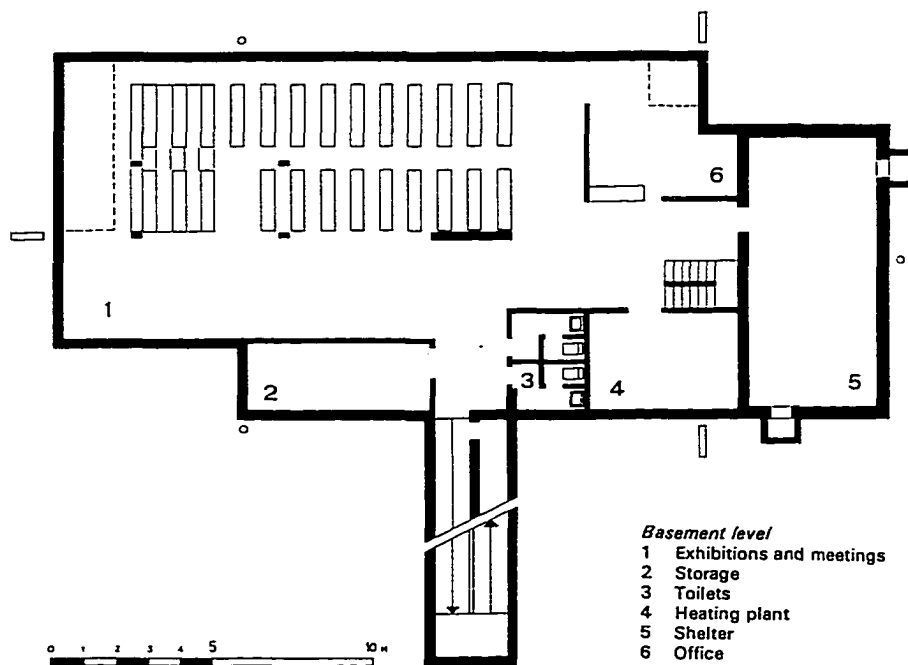 6
1
2
3
4
5
Basement level
1 Exhibitions and meetings
2 Storage
3 Toilets
4 Heating plant
5 Shelter
6 Office
0 1 2 3 4 5 10 M